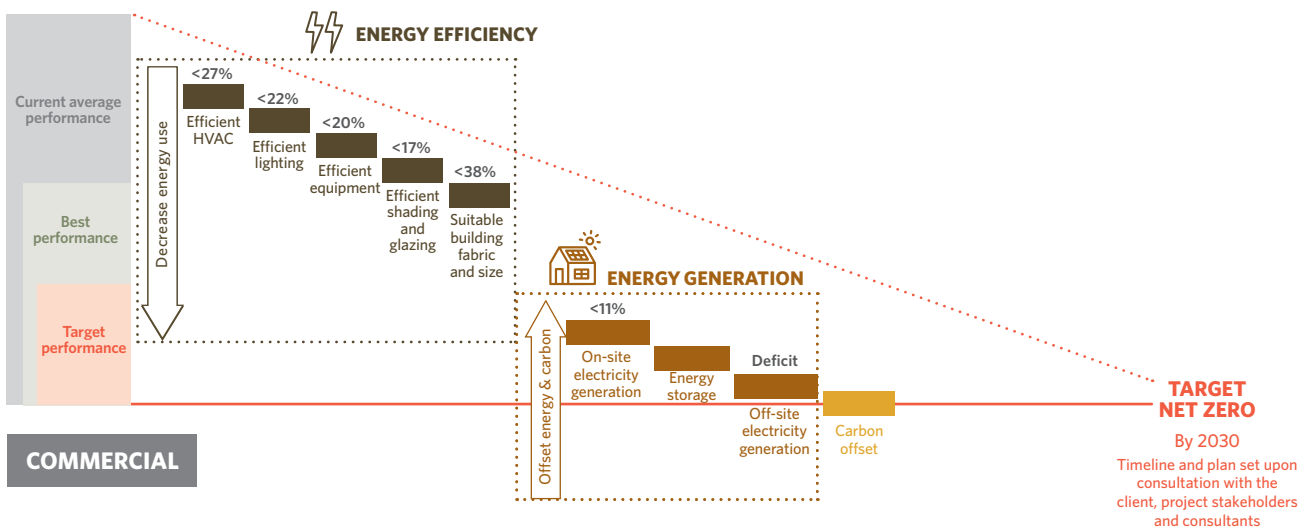 ENERGY EFFICIENCY
Current average
performance
Best
performance
Target
performance
Decrease energy use
<27%
Efficient
HVAC
<22%
Efficient
lighting
<20%
Efficient
equipment
<17%
Efficient
shading
and
glazing
<38%
Suitable
building
fabric
and size
ENERGY GENERATION
Offset energy & carbon
<11%
On-site
electricity
generation
Energy
storage
Deficit
Off-site
electricity
generation
Carbon
offset
TARGET
NET ZERO
By 2030
Timeline and plan set upon
consultation with the
client, project stakeholders
and consultants
COMMERCIAL